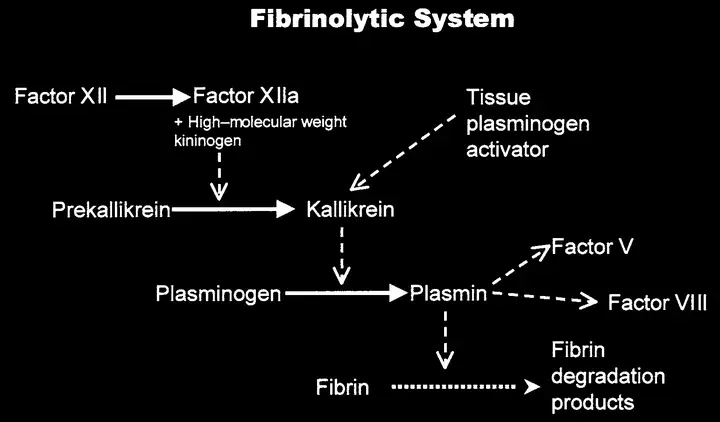 Fibrinolytic System
Factor XII
Factor XIIa
+ High–molecular weight
kininogen
Tissue
plasminogen
activator
Prekallikrein
Kallikrein
Plasminogen
Plasmin
Factor V
Factor VIII
Fibrin
Fibrin
degradation
products